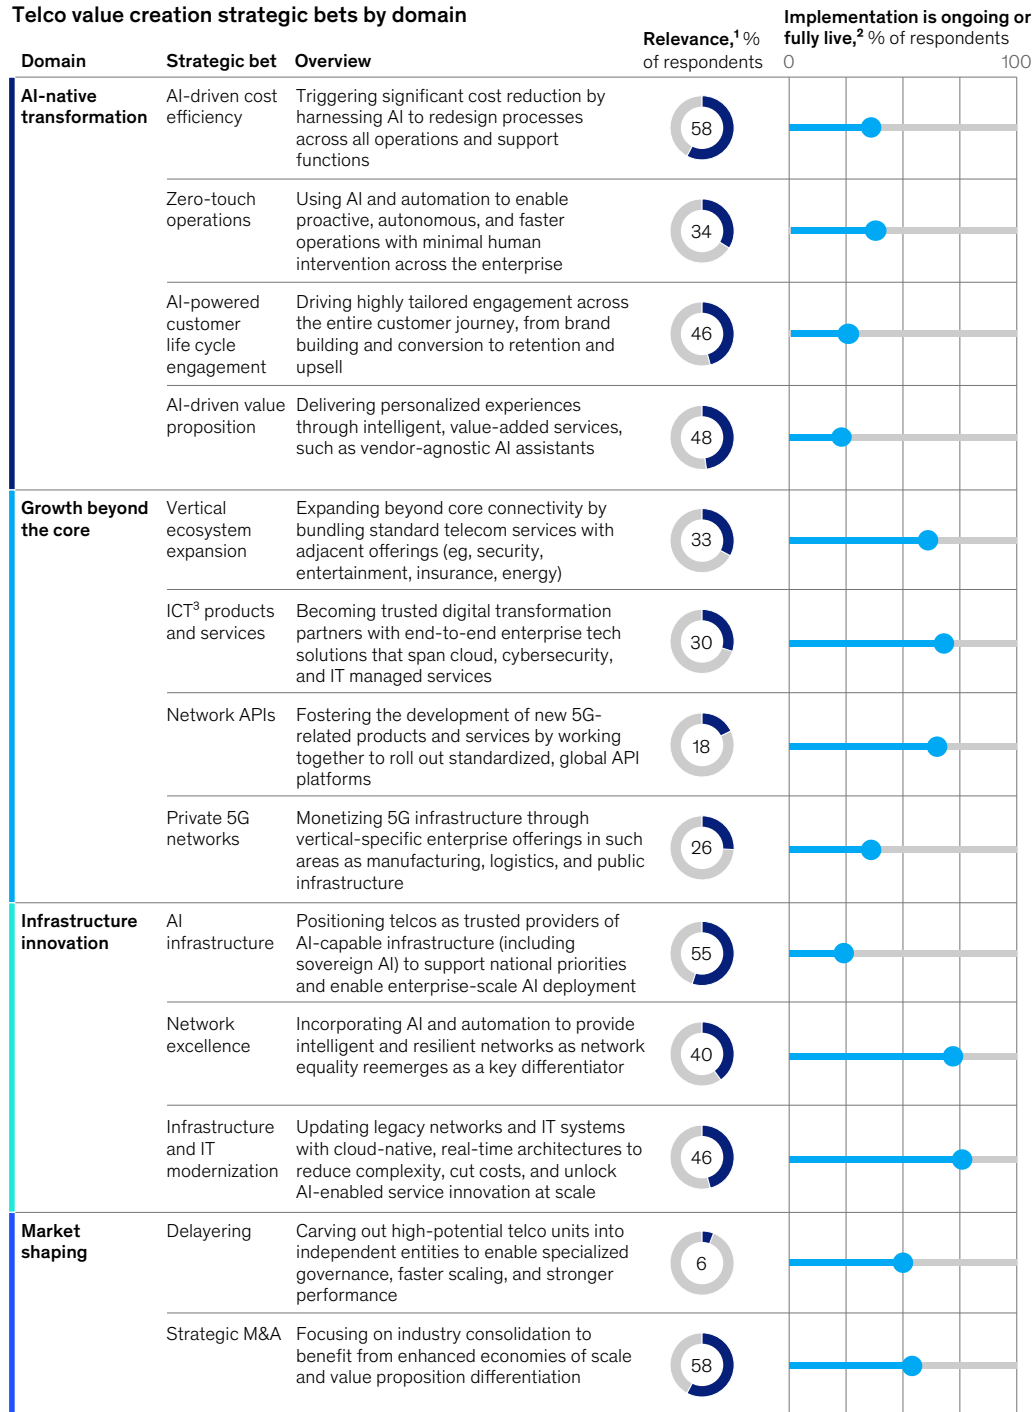 Telco value creation strategic bets by domain
Domain
Strategic bet
Overview
Relevance,¹ %
of respondents
Implementation is ongoing or
fully live,² % of respondents
0
100
AI-native
transformation
AI-driven cost
efficiency
Triggering significant cost reduction by
harnessing AI to redesign processes
across all operations and support
functions
58
Zero-touch
operations
Using AI and automation to enable
proactive, autonomous, and faster
operations with minimal human
intervention across the enterprise
34
AI-powered
customer
life cycle
engagement
Driving highly tailored engagement across
the entire customer journey, from brand
building and conversion to retention and
upsell
46
AI-driven value
proposition
Delivering personalized experiences
through intelligent, value-added services,
such as vendor-agnostic AI assistants
48
Growth beyond
the core
Vertical
ecosystem
expansion
Expanding beyond core connectivity by
bundling standard telecom services with
adjacent offerings (eg, security,
entertainment, insurance, energy)
33
ICT³ products
and services
Becoming trusted digital transformation
partners with end-to-end enterprise tech
solutions that span cloud, cybersecurity,
and IT managed services
30
Network APIs
Fostering the development of new 5G-
related products and services by working
together to roll out standardized, global API
platforms
18
Private 5G
networks
Monetizing 5G infrastructure through
vertical-specific enterprise offerings in such
areas as manufacturing, logistics, and public
infrastructure
26
Infrastructure
innovation
AI
infrastructure
Positioning telcos as trusted providers of
AI-capable infrastructure (including
sovereign AI) to support national priorities
and enable enterprise-scale AI deployment
55
Network
excellence
Incorporating AI and automation to provide
intelligent and resilient networks as network
equality reemerges as a key differentiator
40
Infrastructure
and IT
modernization
Updating legacy networks and IT systems
with cloud-native, real-time architectures to
reduce complexity, cut costs, and unlock
AI-enabled service innovation at scale
46
Market
shaping
Delayering
Carving out high-potential telco units into
independent entities to enable specialized
governance, faster scaling, and stronger
performance
6
Strategic M&A
Focusing on industry consolidation to
benefit from enhanced economies of scale
and value proposition differentiation
58